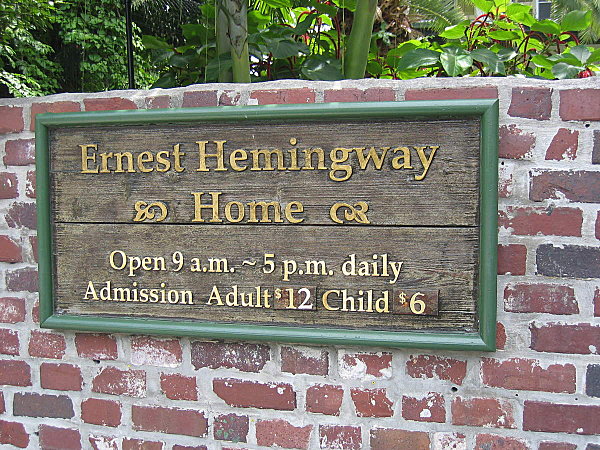 Ernest Hemingway
Home
Open 9 a.m. ~ 5 p.m. daily
Admission Adult $12 Child $6